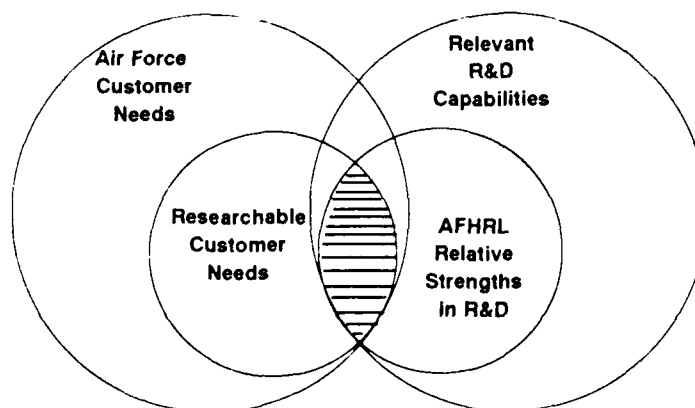 Air Force
Customer
Needs
Relevant
R&D
Capabilities
Researchable
Customer
Needs
AFHRL
Relative
Strengths
in R&D